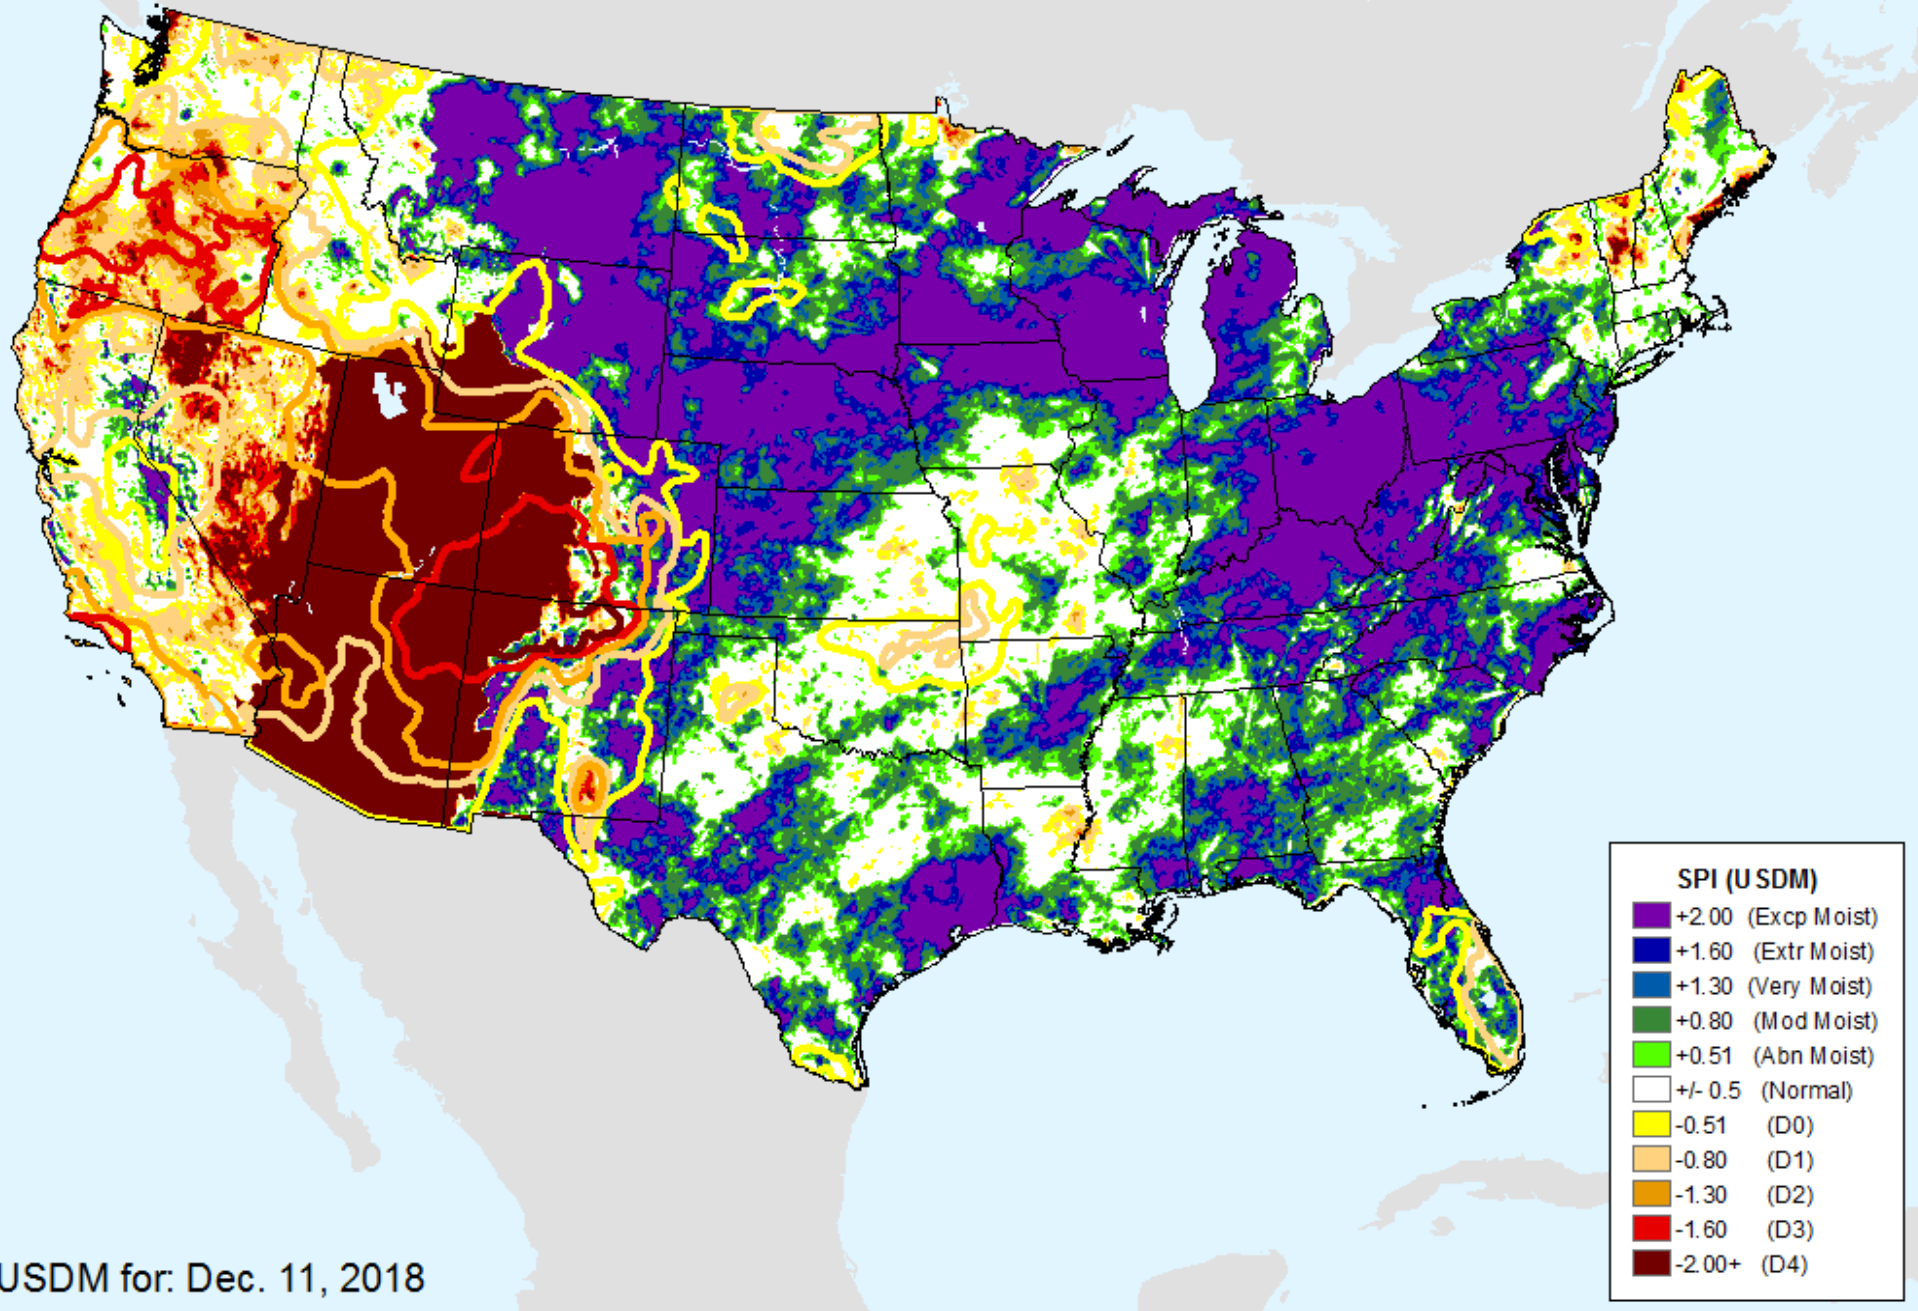 SPI (USDM)
+2.00 (Excp Moist)
+1.60 (Extr Moist)
+1.30 (Very Moist)
+0.80 (Mod Moist)
+0.51 (Abn Moist)
+/- 0.5 (Normal)
-0.51 (D0)
-0.80 (D1)
-1.30 (D2)
-1.60 (D3)
-2.00+ (D4)
USDM for: Dec. 11, 2018